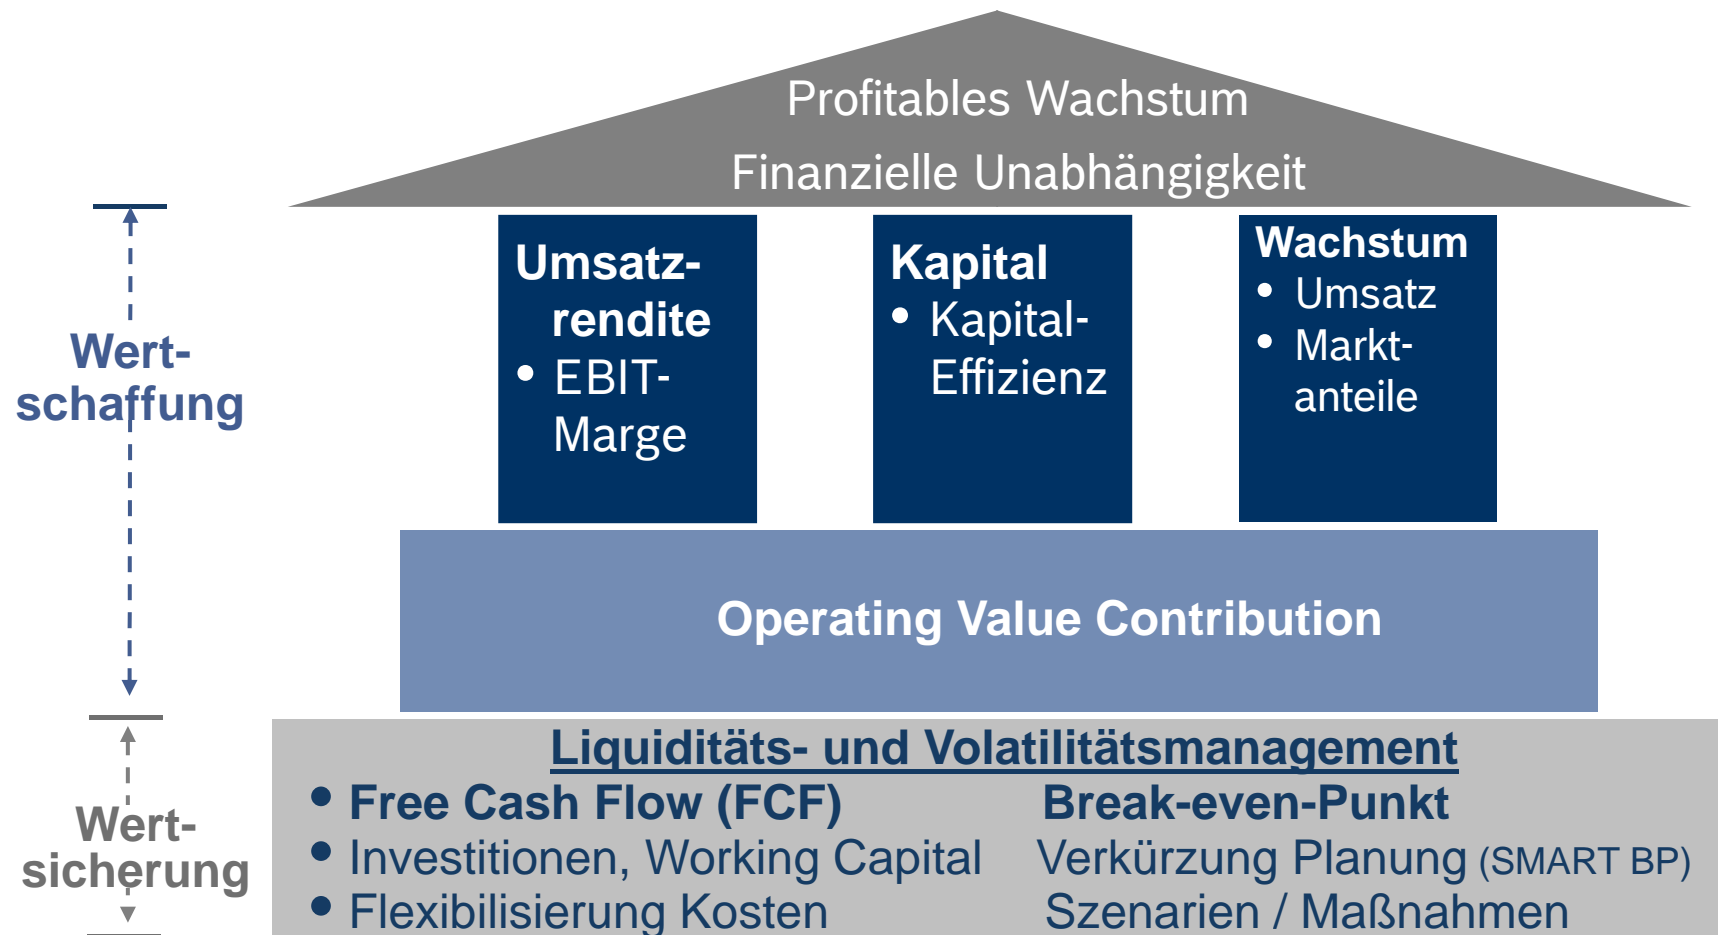 Profitables Wachstum
Finanzielle Unabhängigkeit
Wert-
schaffung
Umsatz-
rendite
• EBIT-
Marge
Kapital
• Kapital-
Effizienz
Wachstum
• Umsatz
• Markt-
anteile
Operating Value Contribution
Wert-
sicherung
Liquiditäts- und Volatilitätsmanagement
• Free Cash Flow (FCF) Break-even-Punkt
• Investitionen, Working Capital Verkürzung Planung (SMART BP)
• Flexibilisierung Kosten Szenarien / Maßnahmen